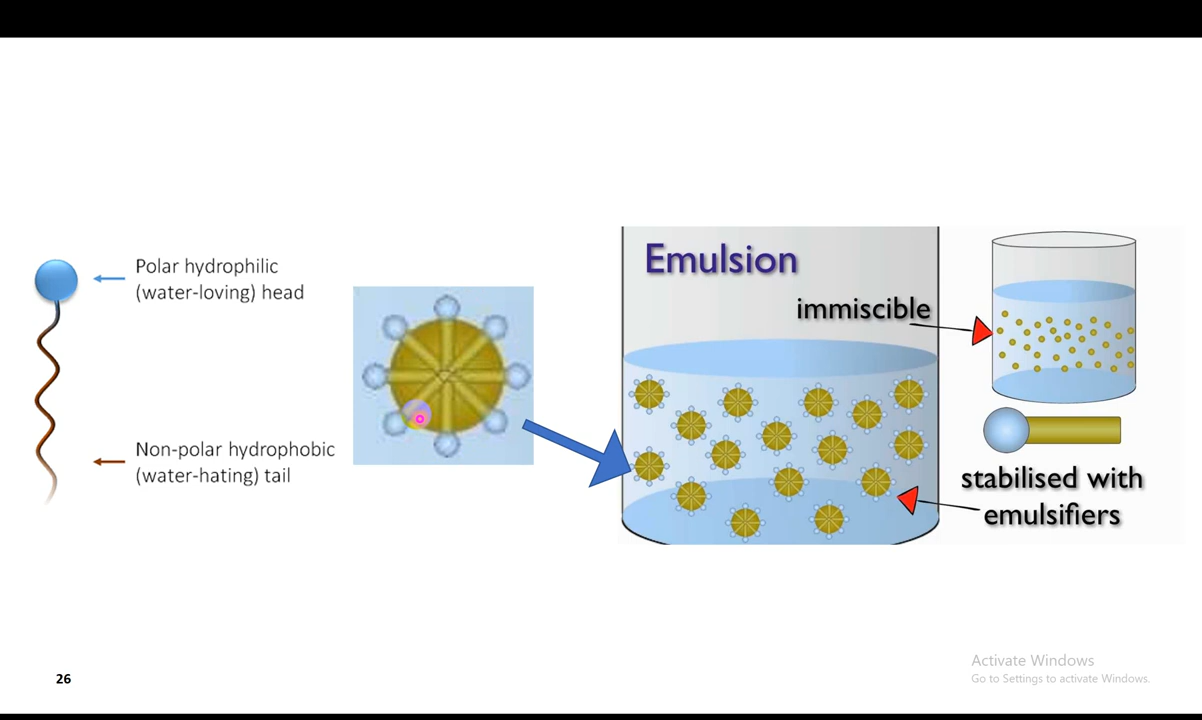 Polar hydrophilic
(water-loving) head
Non-polar hydrophobic
(water-hating) tail
Emulsion
immiscible
stabilised with
emulsifiers
26
Activate Windows
Go to Settings to activate Windows.